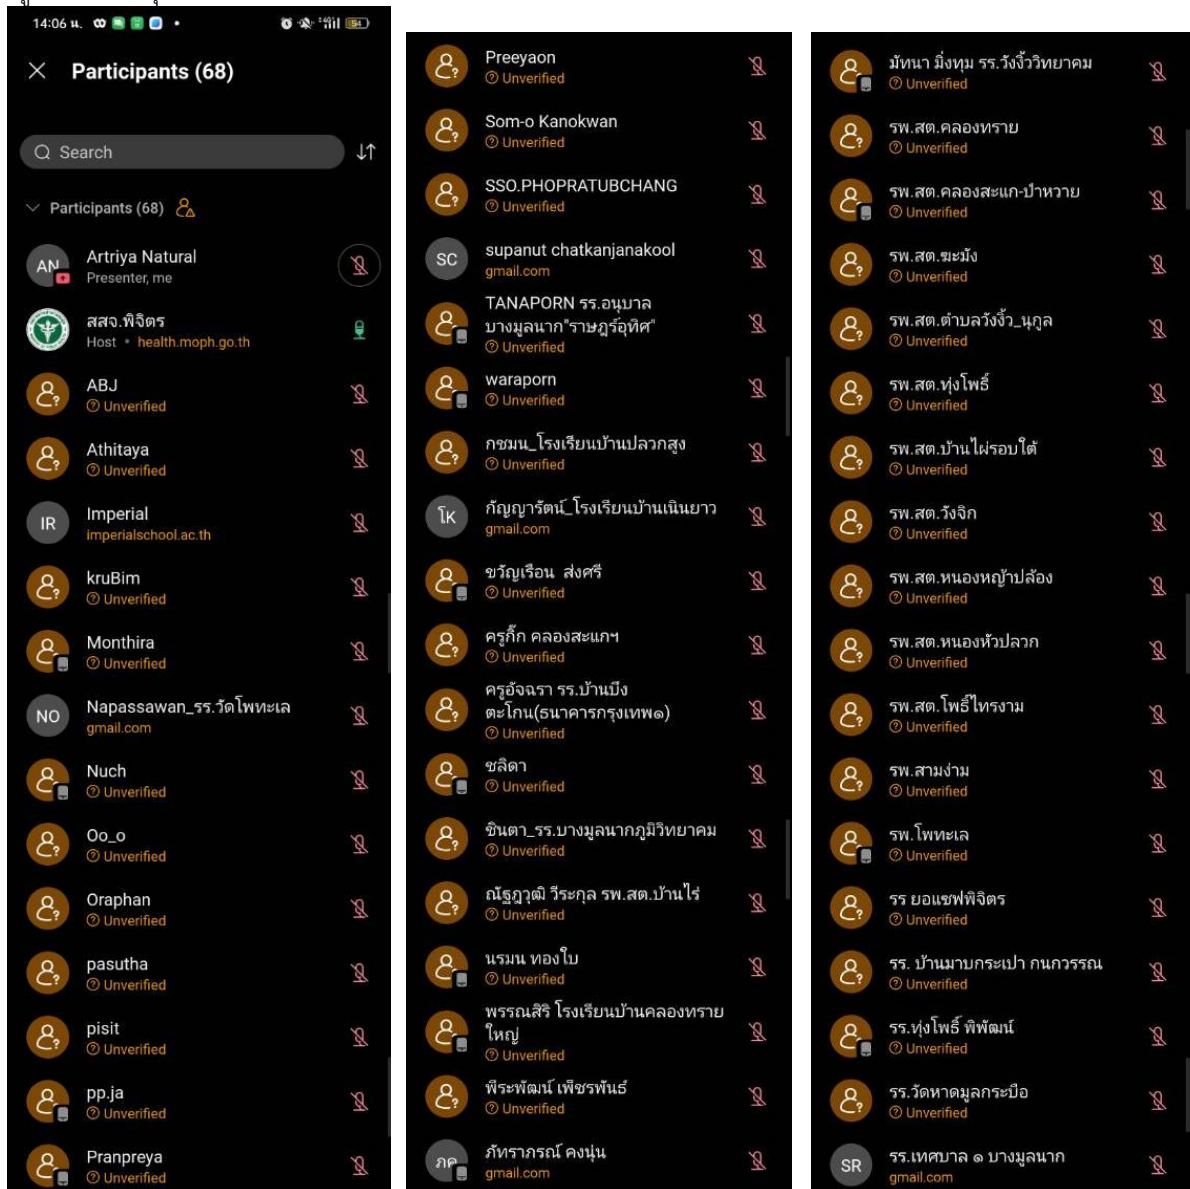 14:06 น.
54
Participants (68)
Search
Participants (68)
AN
Artriya Natural
Presenter, me
สสจ.พิจิตร
Host • health.moph.go.th
ABJ
Unverified
Athitaya
Unverified
IR
Imperial
imperialschool.ac.th
kruBim
Unverified
Monthira
Unverified
NO
Napassawan_รร.วัดโพทะเล
gmail.com
Nuch
Unverified
Oo_o
Unverified
Oraphan
Unverified
pasutha
Unverified
pisit
Unverified
pp.ja
Unverified
Pranpreya
Unverified
Preeyaon
Unverified
Som-o Kanokwan
Unverified
SSO.PHOPRATUBCHANG
Unverified
SC
supanut chatkanjanakool
gmail.com
TANAPORN รร.อนุบาล
บางมูลนาก"ราษฎร์อุทิศ"
Unverified
waraporn
Unverified
กชมน_โรงเรียนบ้านปลวกสูง
Unverified
โK
กัญญารัตน์_โรงเรียนบ้านเนินยาว
gmail.com
ขวัญเรือน ส่งศรี
Unverified
ครูกิ๊ก คลองสะแกฯ
Unverified
ครูอัจฉรา รร.บ้านบึง
ตะโกน(ธนาคารกรุงเทพ๑)
Unverified
ชลิดา
Unverified
ชินตา_รร.บางมูลนากภูมิวิทยาคม
Unverified
ณัฐฎวุฒิ วีระกุล รพ.สต.บ้านไร่
Unverified
นรมน ทองใบ
Unverified
พรรณสิริ โรงเรียนบ้านคลองทราย
ใหญ่
Unverified
พีระพัฒน์ เพ็ชรพันธ์
Unverified
ภค
ภัทราภรณ์ คงนุ่น
gmail.com
มัทนา มิ่งทุม รร.วังงิ้ววิทยาคม
Unverified
รพ.สต.คลองทราย
Unverified
รพ.สต.คลองสะแก-ป่าหวาย
Unverified
รพ.สต.ฆะมัง
Unverified
รพ.สต.ตำบลวังงิ้ว_นุกูล
Unverified
รพ.สต.ทุ่งโพธิ์
Unverified
รพ.สต.บ้านไผ่รอบใต้
Unverified
รพ.สต.วังจิก
Unverified
รพ.สต.หนองหญ้าปล้อง
Unverified
รพ.สต.หนองหัวปลวก
Unverified
รพ.สต.โพธิ์ไทรงาม
Unverified
รพ.สามง่าม
Unverified
รพ.โพทะเล
Unverified
รร ยอแซฟพิจิตร
Unverified
รร. บ้านมาบกระเปา กนกวรรณ
Unverified
รร.ทุ่งโพธิ์ พิพัฒน์
Unverified
รร.วัดหาดมูลกระบือ
Unverified
SR
รร.เทศบาล ๑ บางมูลนาก
gmail.com